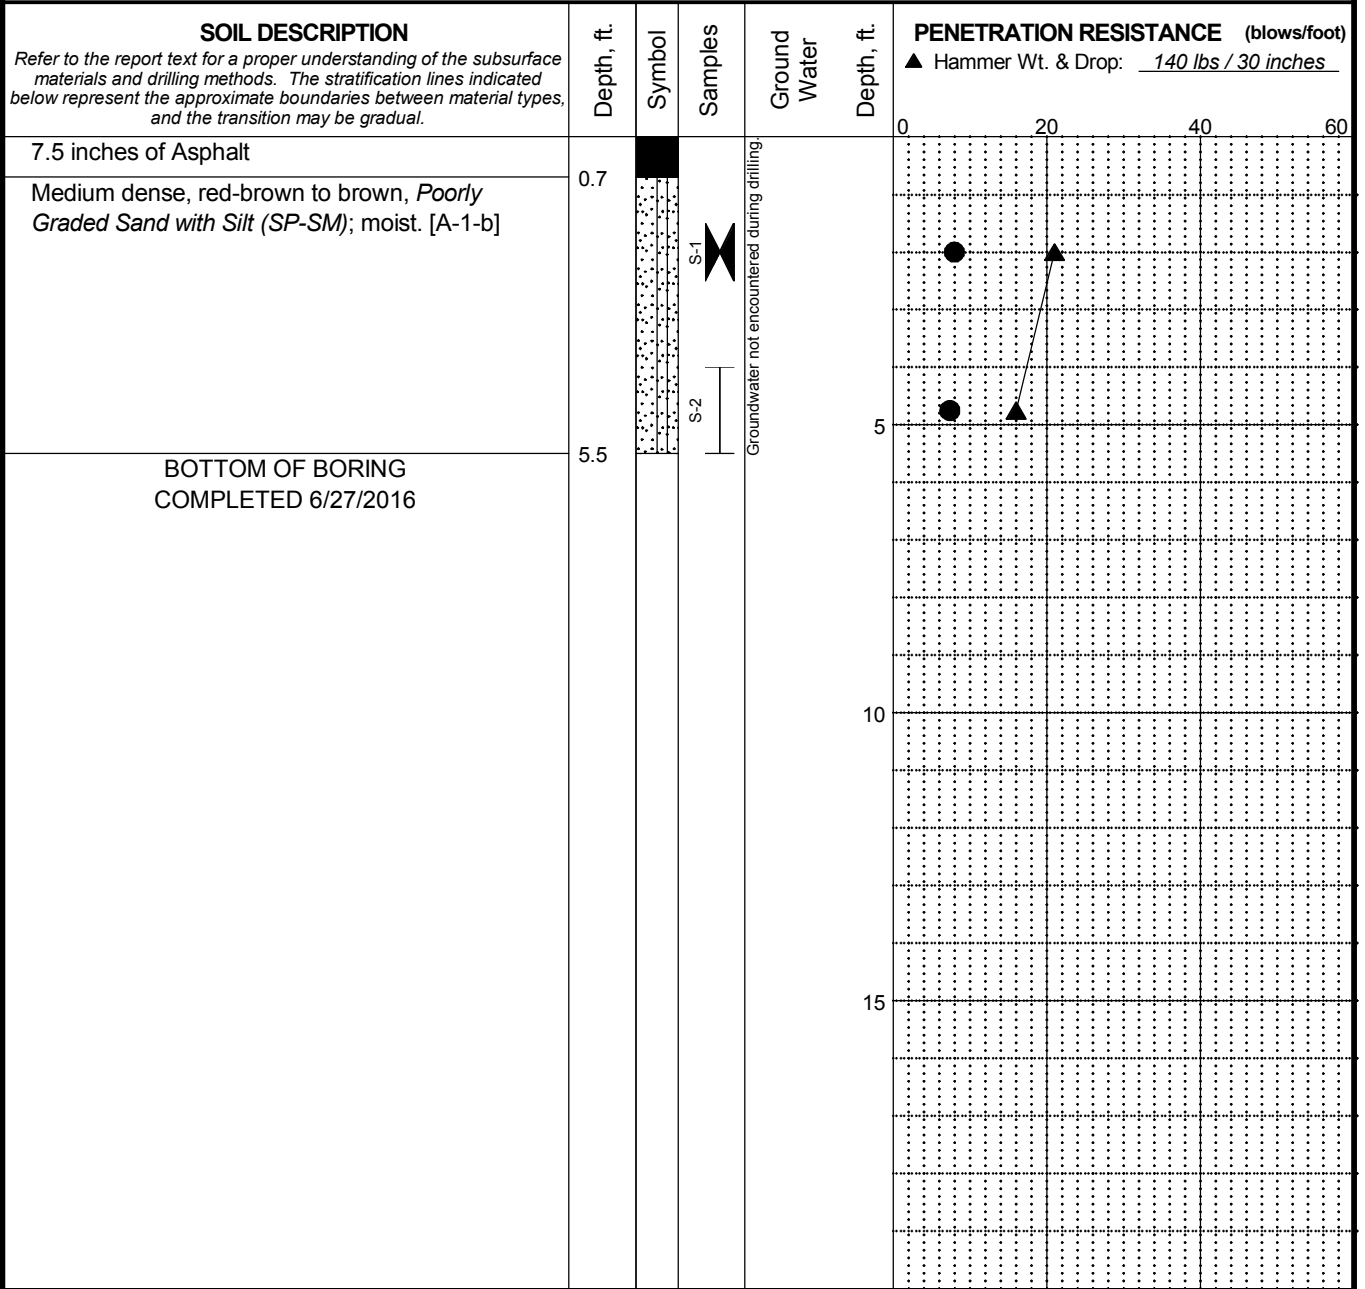 SOIL DESCRIPTION
Refer to the report text for a proper understanding of the subsurface
materials and drilling methods. The stratification lines indicated
below represent the approximate boundaries between material types,
and the transition may be gradual.
Depth, ft.
Symbol
Samples
Ground
Water
Depth, ft.
PENETRATION RESISTANCE (blows/foot)
▲ Hammer Wt. & Drop: 140 lbs / 30 inches
0 20 40 60
7.5 inches of Asphalt
0.7
Medium dense, red-brown to brown, Poorly
Graded Sand with Silt (SP-SM); moist. [A-1-b]
S-1
S-2
Groundwater not encountered during drilling.
5
5.5
BOTTOM OF BORING
COMPLETED 6/27/2016
10
15